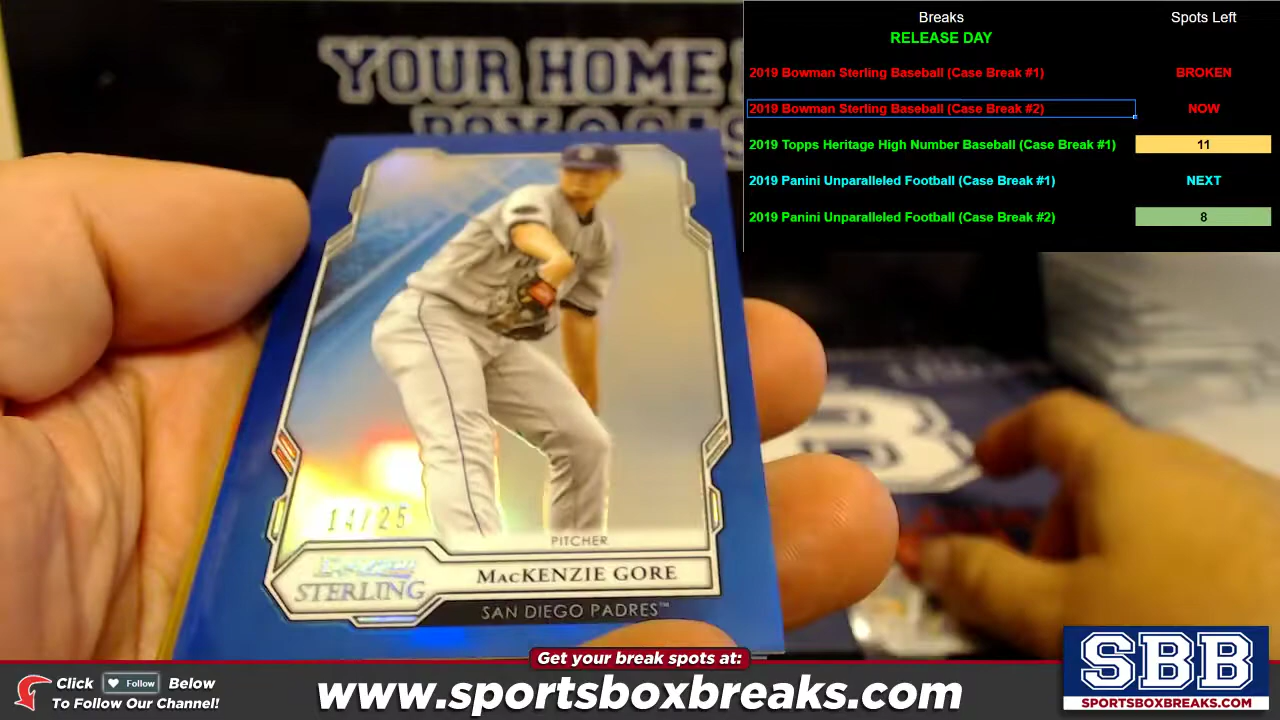 YOUR HOME
Breaks
Spots Left
RELEASE DAY
2019 Bowman Sterling Baseball (Case Break #1)
BROKEN
2019 Bowman Sterling Baseball (Case Break #2)
NOW
2019 Topps Heritage High Number Baseball (Case Break #1)
11
2019 Panini Unparalleled Football (Case Break #1)
NEXT
2019 Panini Unparalleled Football (Case Break #2)
8
14/25
PITCHER
STERLING
MacKENZIE GORE
SAN DIEGO PADRES™
Get your break spots at:
Click Follow Below
To Follow Our Channel!
www.sportsboxbreaks.com
SBB
SPORTSBOXBREAKS.COM